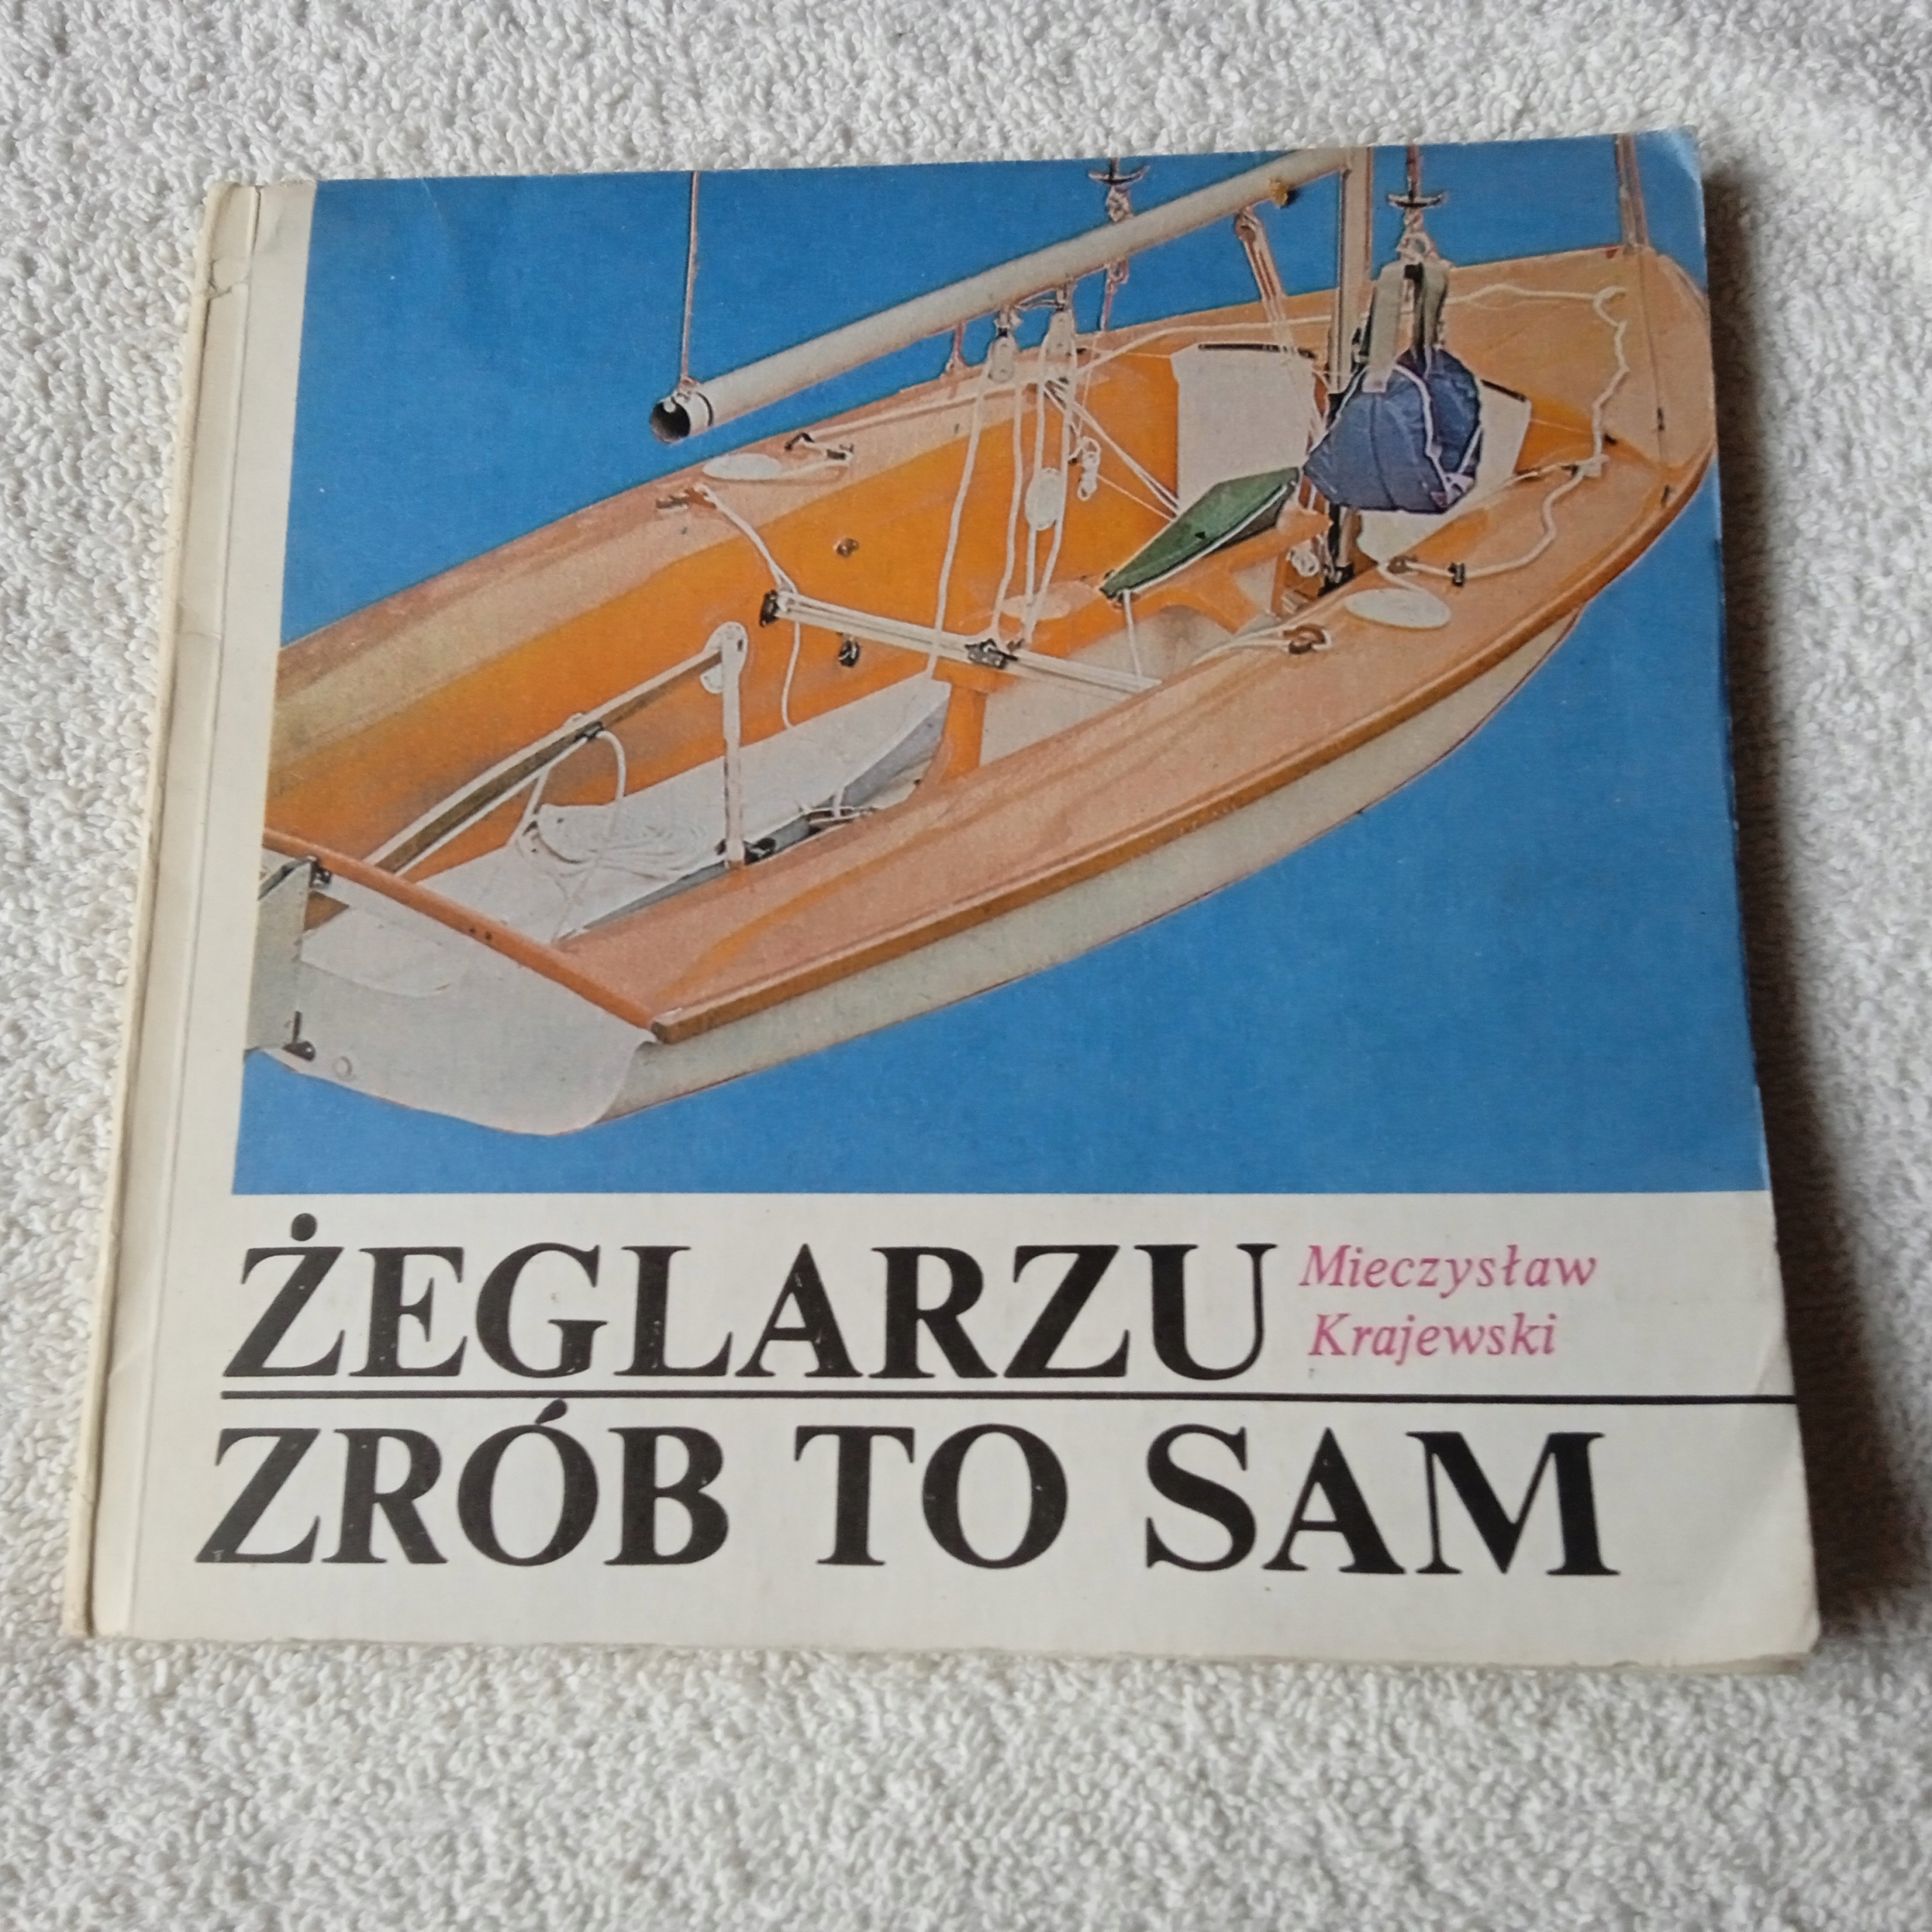 ŻEGLARZU
Mieczysław
Krajewski
ZRÓB TO SAM